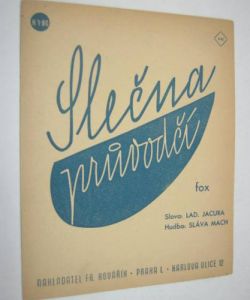 Slečna
průvodčí
fox
Slova: LAD. JACURA
Hudba: SLÁVA MACH
NAKLADATEL FR. KOVAŘÍK - PRAHA I. - KARLOVA ULICE 12